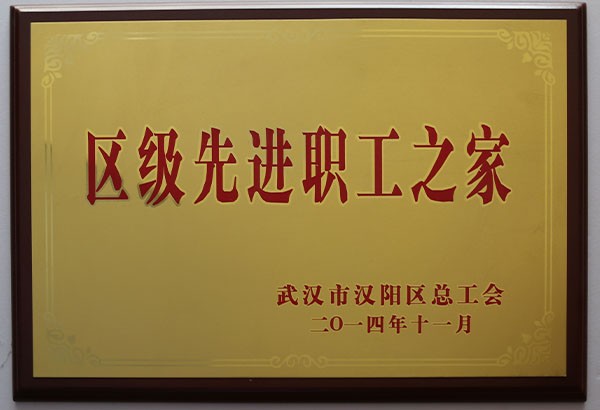 区级先进职工之家
武汉市汉阳区总工会
二O一四年十一月